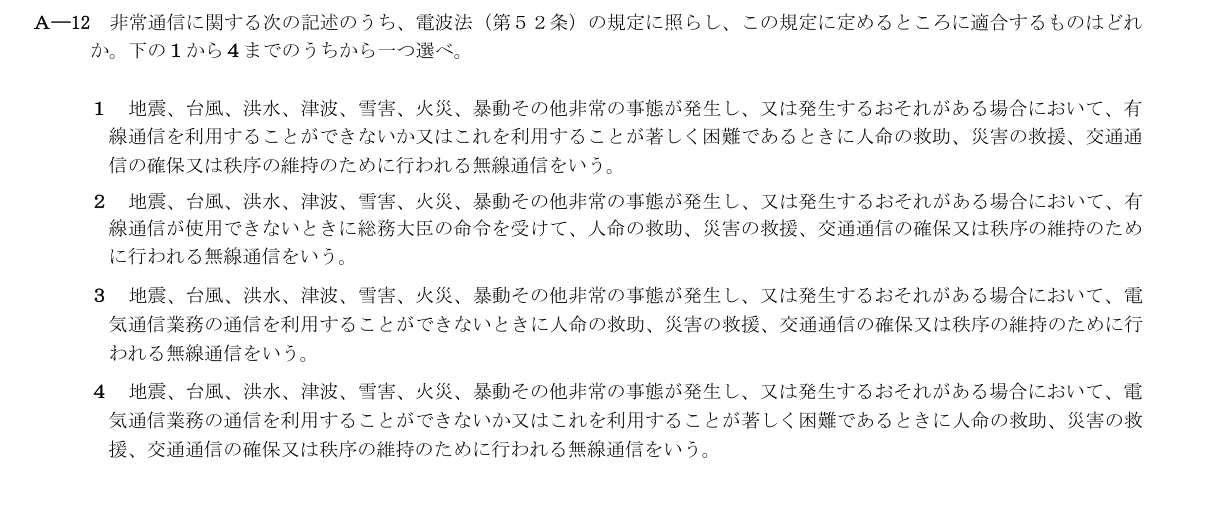 A—12　非常通信に関する次の記述のうち、電波法（第５２条）の規定に照らし、この規定に定めるところに適合するものはどれ
か。下の1から4までのうちから一つ選べ。
1　地震、台風、洪水、津波、雪害、火災、暴動その他非常の事態が発生し、又は発生するおそれがある場合において、有
線通信を利用することができないか又はこれを利用することが著しく困難であるときに人命の救助、災害の救援、交通通
信の確保又は秩序の維持のために行われる無線通信をいう。
2　地震、台風、洪水、津波、雪害、火災、暴動その他非常の事態が発生し、又は発生するおそれがある場合において、有
線通信が使用できないときに総務大臣の命令を受けて、人命の救助、災害の救援、交通通信の確保又は秩序の維持のため
に行われる無線通信をいう。
3　地震、台風、洪水、津波、雪害、火災、暴動その他非常の事態が発生し、又は発生するおそれがある場合において、電
気通信業務の通信を利用することができないときに人命の救助、災害の救援、交通通信の確保又は秩序の維持のために行
われる無線通信をいう。
4　地震、台風、洪水、津波、雪害、火災、暴動その他非常の事態が発生し、又は発生するおそれがある場合において、電
気通信業務の通信を利用することができないか又はこれを利用することが著しく困難であるときに人命の救助、災害の救
援、交通通信の確保又は秩序の維持のために行われる無線通信をいう。